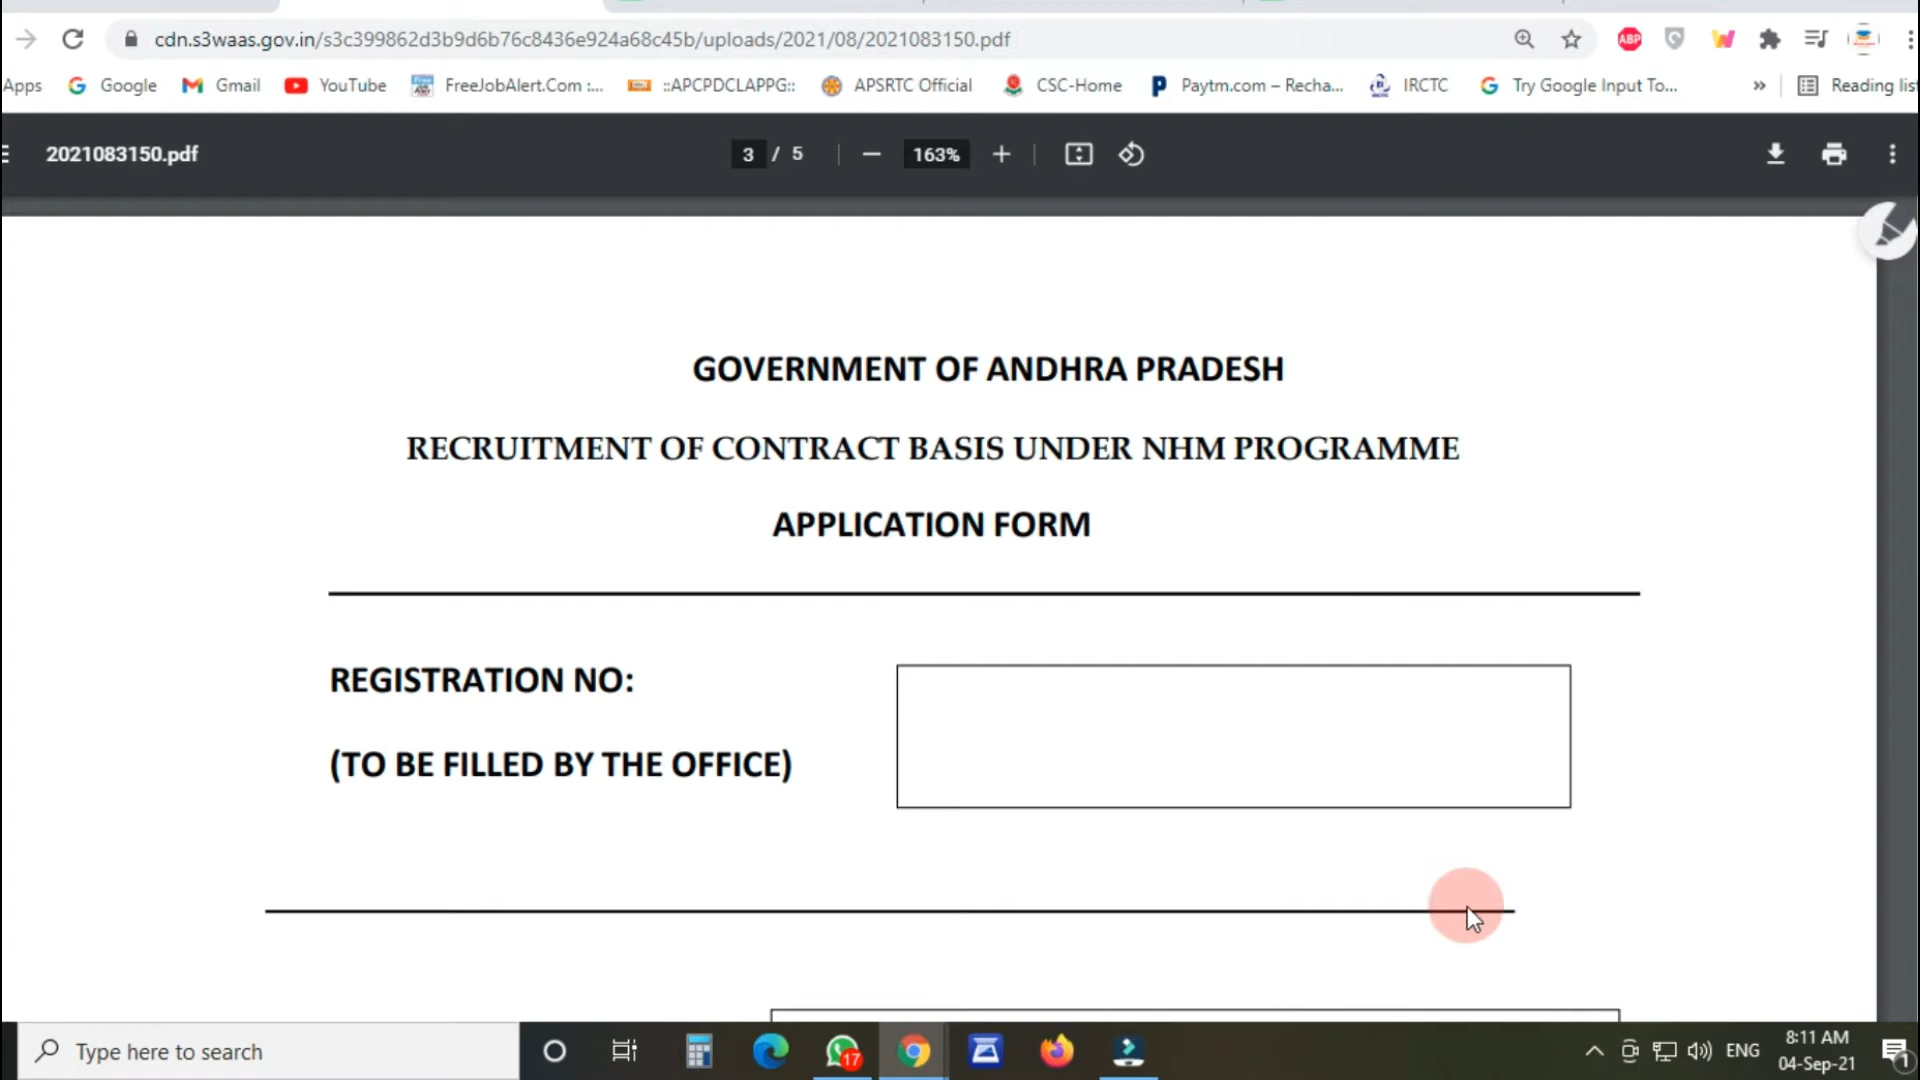 cdn.s3waas.gov.in/s3c399862d3b9d6b76c8436e924a68c45b/uploads/2021/08/2021083150.pdf
ABP
Apps Google Gmail YouTube FreeJobAlert.Com :... ::APCPDCLAPPG:: APSRTC Official CSC-Home Paytm.com – Recha... IRCTC Try Google Input To... » Reading list
2021083150.pdf 3 / 5 − 163% +
GOVERNMENT OF ANDHRA PRADESH
RECRUITMENT OF CONTRACT BASIS UNDER NHM PROGRAMME
APPLICATION FORM
REGISTRATION NO:
(TO BE FILLED BY THE OFFICE)
Type here to search 17 ENG 8:11 AM
04-Sep-21 1